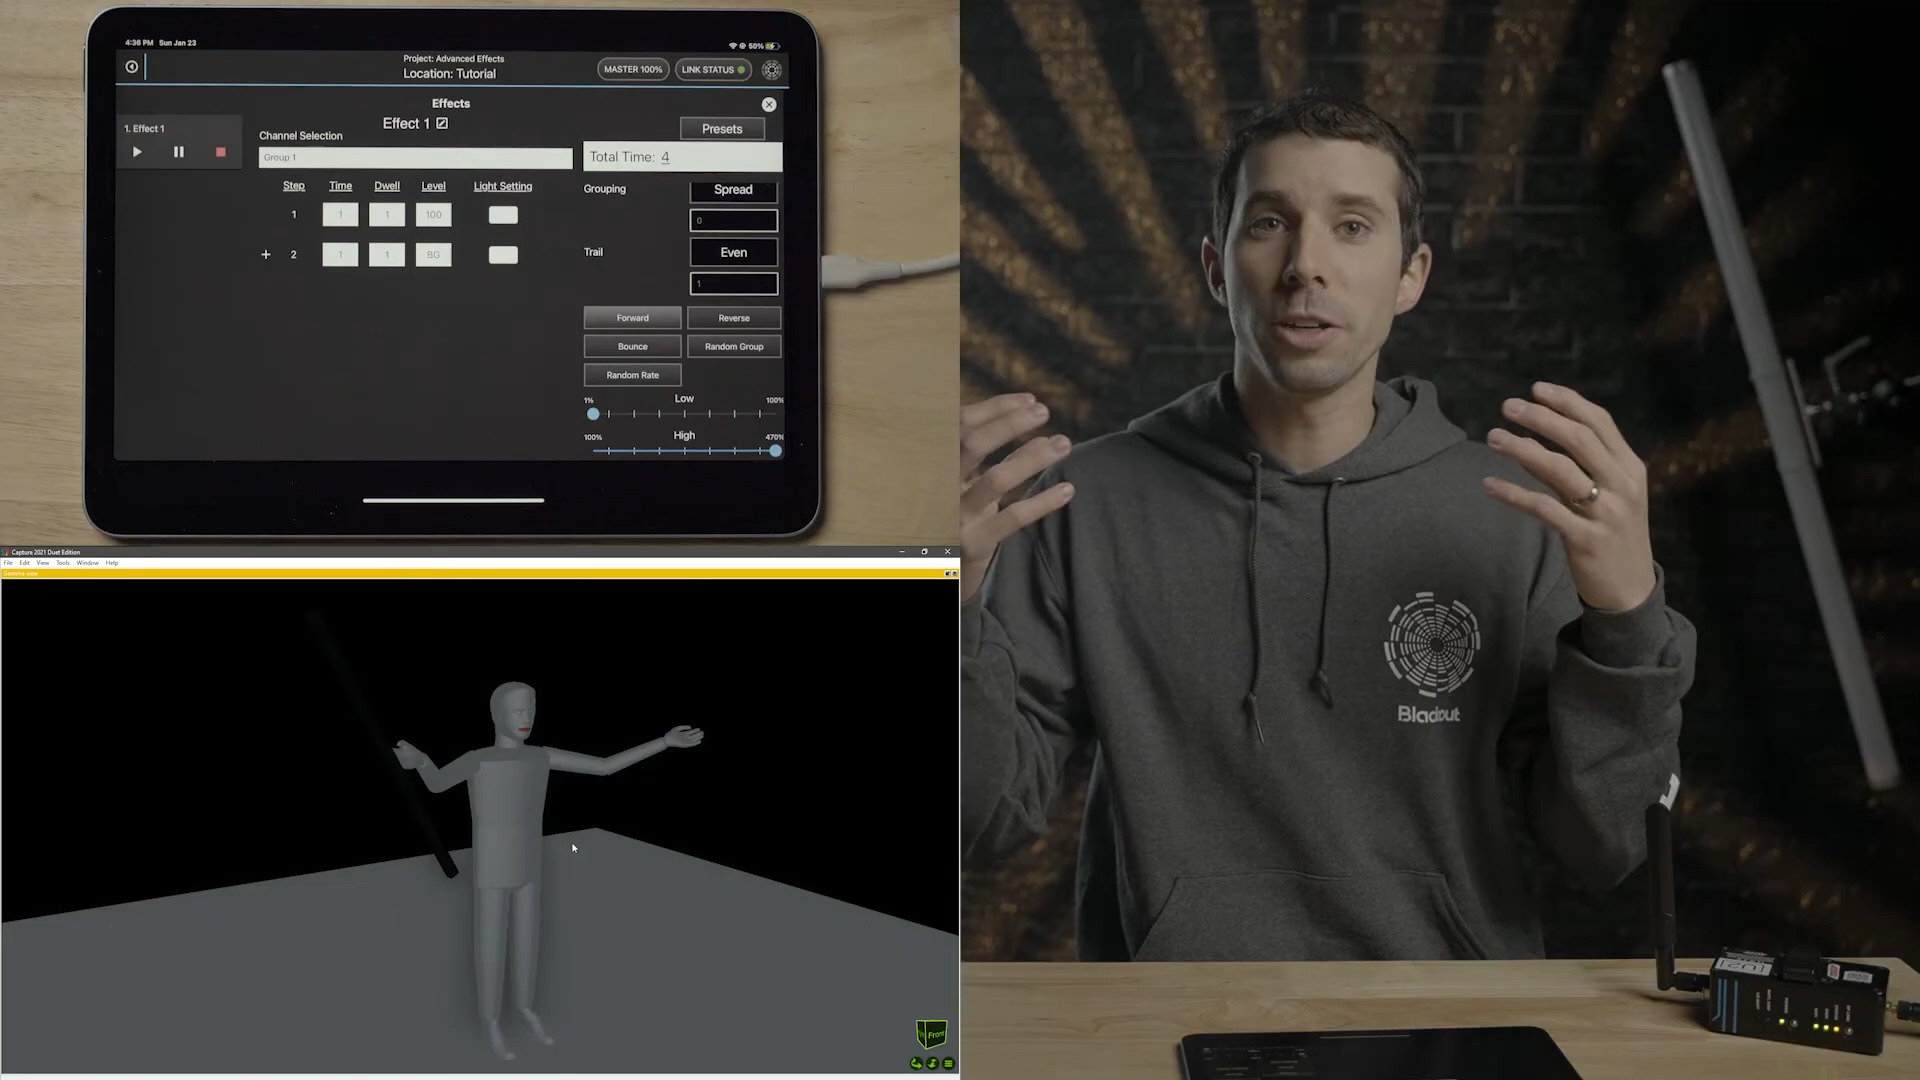 4:36 PM Sun Jan 23
50%
Project: Advanced Effects
Location: Tutorial
MASTER 100%
LINK STATUS
Effects
Effect 1
1. Effect 1
Channel Selection
Presets
Group 1
Total Time: 4
Step Time Dwell Level Light Setting
1 1 1 100
+ 2 1 1 BG
Grouping
Spread
0
Trail
Even
1
Forward
Reverse
Bounce
Random Group
Random Rate
1% Low 100%
100% High 470%
Capture 2021 Duet Edition
File Edit View Tools Window Help
Front
Blackout